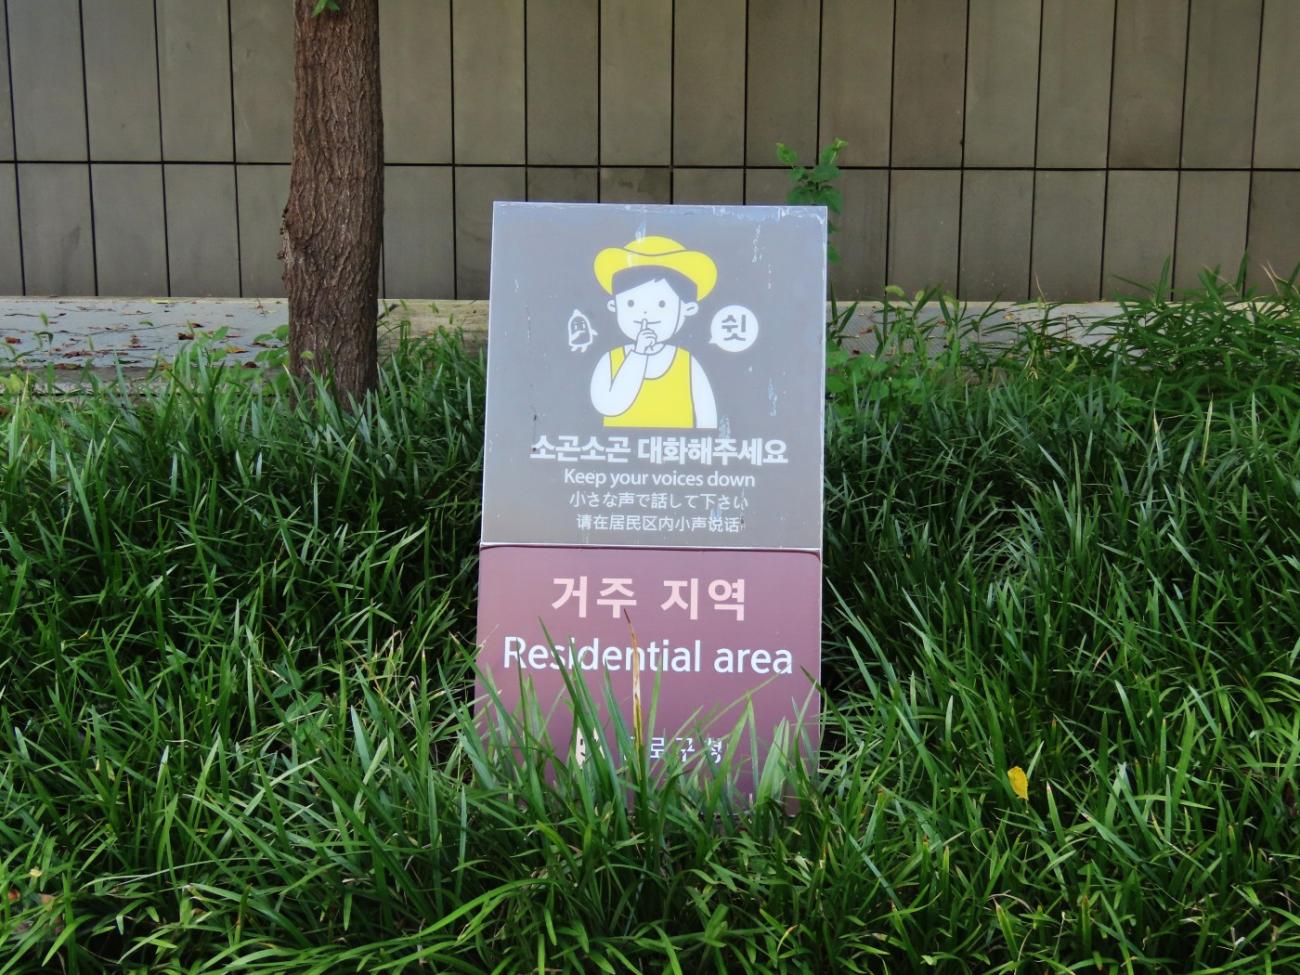 쉿
소곤소곤 대화해주세요
Keep your voices down
小さな声で話して下さい
请在居民区内小声说话
거주 지역
Residential area